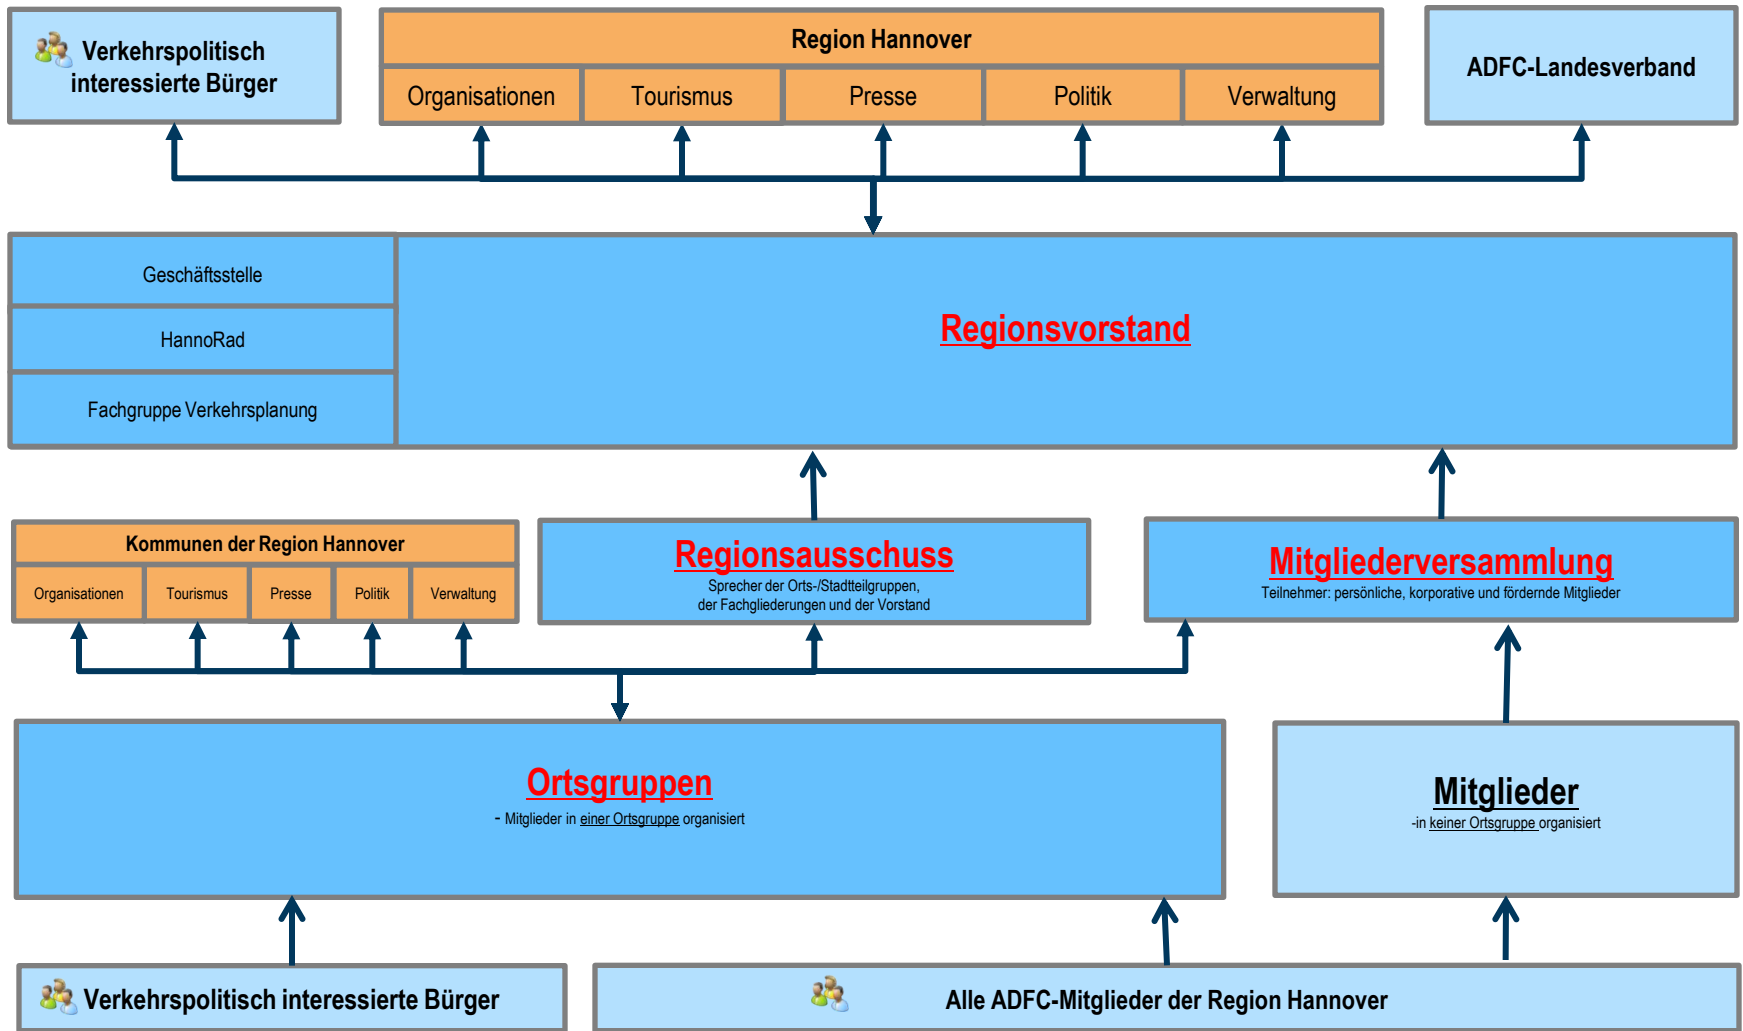 Verkehrspolitisch
interessierte Bürger
Region Hannover
Organisationen
Tourismus
Presse
Politik
Verwaltung
ADFC-Landesverband
Geschäftsstelle
HannoRad
Fachgruppe Verkehrsplanung
Regionsvorstand
Kommunen der Region Hannover
Organisationen
Tourismus
Presse
Politik
Verwaltung
Regionsausschuss
Sprecher der Orts-/Stadtteilgruppen,
der Fachgliederungen und der Vorstand
Mitgliederversammlung
Teilnehmer: persönliche, korporative und fördernde Mitglieder
Ortsgruppen
- Mitglieder in einer Ortsgruppe organisiert
Mitglieder
-in keiner Ortsgruppe organisiert
Verkehrspolitisch interessierte Bürger
Alle ADFC-Mitglieder der Region Hannover